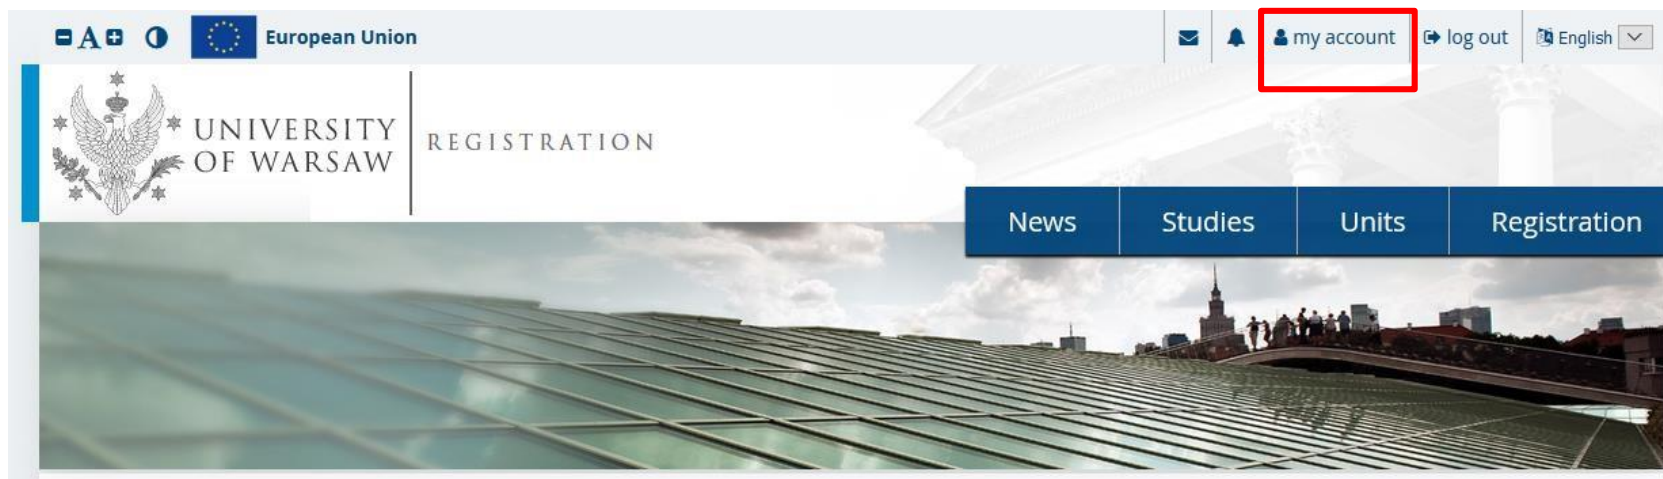 A European Union my account log out English
UNIVERSITY
OF WARSAW
REGISTRATION
News Studies Units Registration